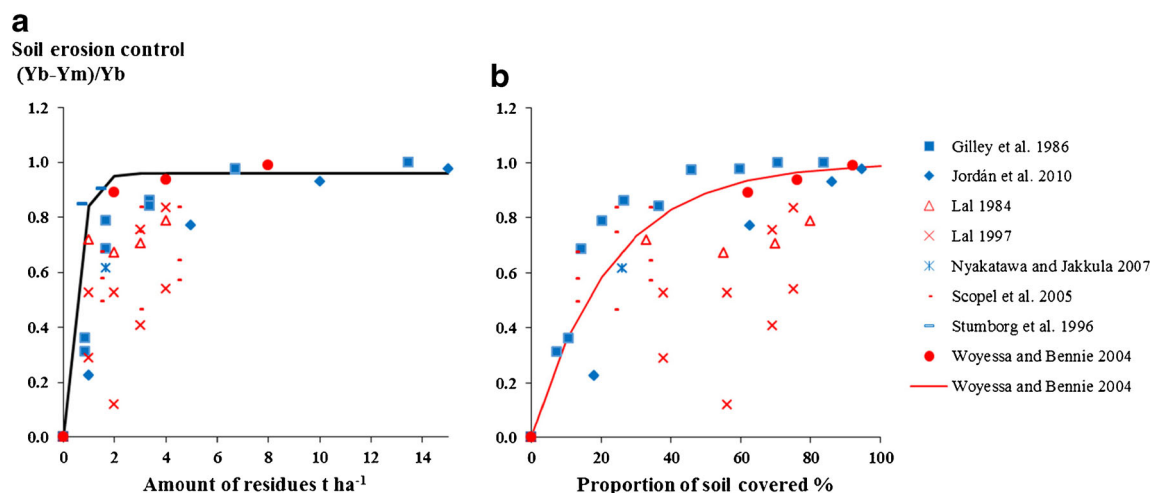 a
Soil erosion control
(Yb-Ym)/Yb
1.2
1.0
0.8
0.6
0.4
0.2
0.0
0 2 4 6 8 10 12 14
Amount of residues t ha-1
b
1.2
1.0
0.8
0.6
0.4
0.2
0.0
0 20 40 60 80 100
Proportion of soil covered %
Gilley et al. 1986
Jordán et al. 2010
Lal 1984
Lal 1997
Nyakatawa and Jakkula 2007
Scopel et al. 2005
Stumborg et al. 1996
Woyessa and Bennie 2004
Woyessa and Bennie 2004